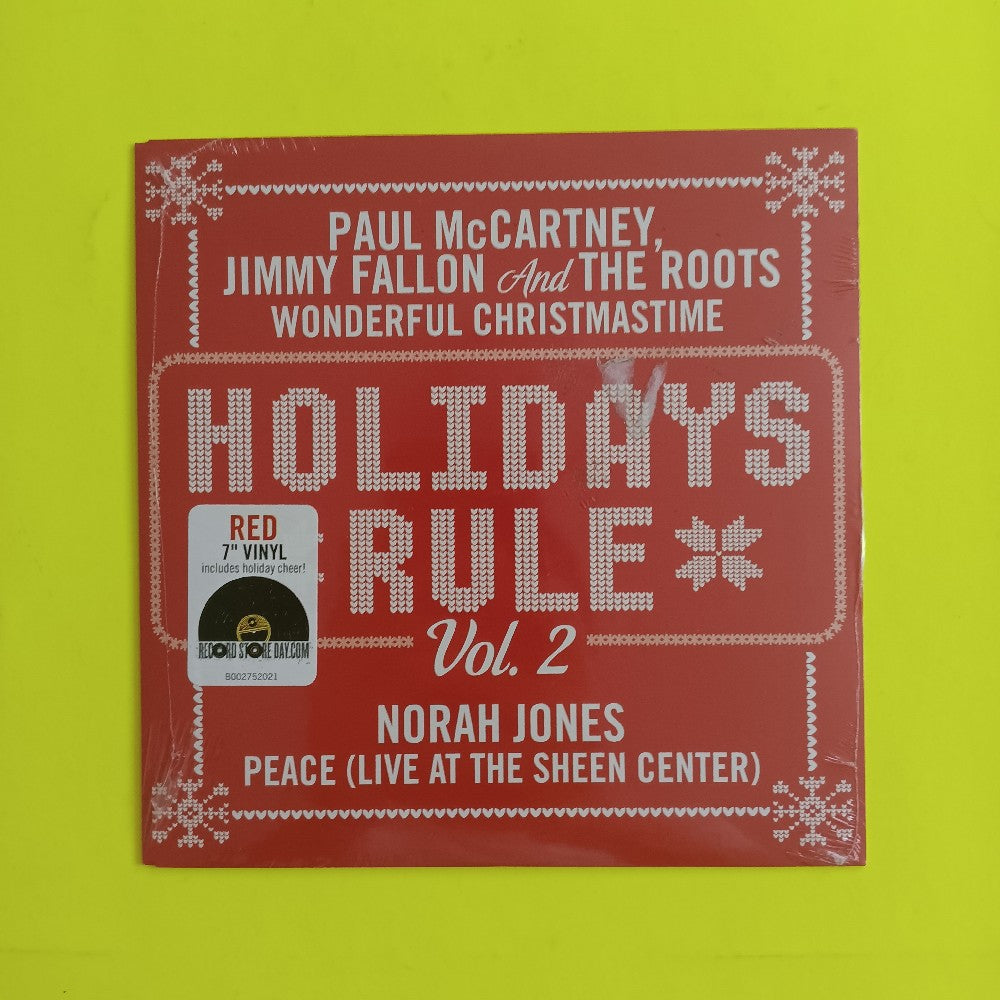 PAUL McCARTNEY,
JIMMY FALLON And THE ROOTS
WONDERFUL CHRISTMASTIME
HOLIDAYS
RULE
Vol. 2
RED
7" VINYL
includes holiday cheer!
RECORD STORE DAY.COM
B002752021
NORAH JONES
PEACE (LIVE AT THE SHEEN CENTER)